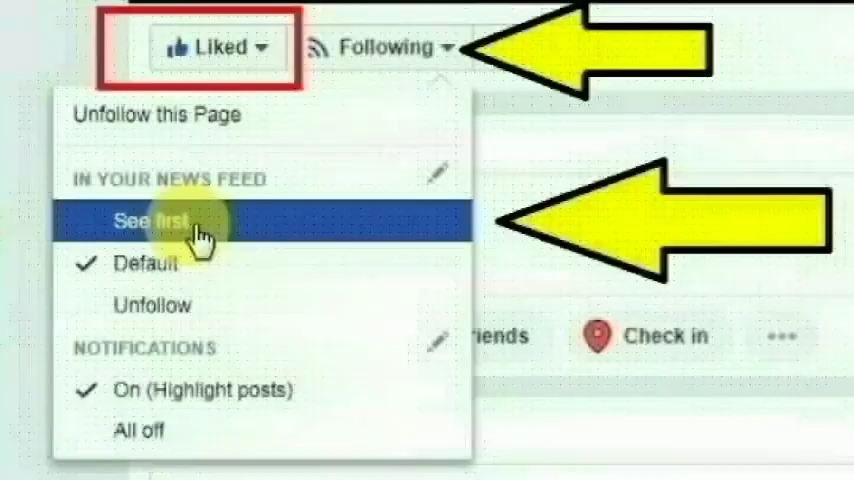 Liked Following
Unfollow this Page
IN YOUR NEWS FEED
See first
Default
Unfollow
riends Check in
NOTIFICATIONS
On (Highlight posts)
All off